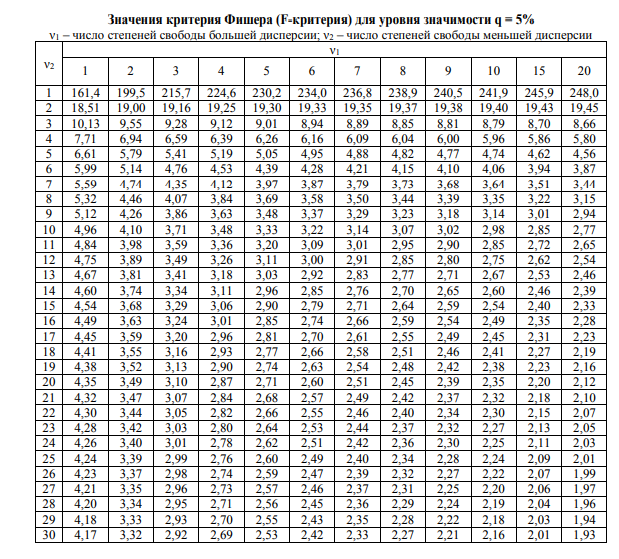 Значения критерия Фишера (F-критерия) для уровня значимости q = 5%
ν₁ – число степеней свободы большей дисперсии; ν₂ – число степеней свободы меньшей дисперсии
ν₂ ν₁
1 2 3 4 5 6 7 8 9 10 15 20
1 161,4 199,5 215,7 224,6 230,2 234,0 236,8 238,9 240,5 241,9 245,9 248,0
2 18,51 19,00 19,16 19,25 19,30 19,33 19,35 19,37 19,38 19,40 19,43 19,45
3 10,13 9,55 9,28 9,12 9,01 8,94 8,89 8,85 8,81 8,79 8,70 8,66
4 7,71 6,94 6,59 6,39 6,26 6,16 6,09 6,04 6,00 5,96 5,86 5,80
5 6,61 5,79 5,41 5,19 5,05 4,95 4,88 4,82 4,77 4,74 4,62 4,56
6 5,99 5,14 4,76 4,53 4,39 4,28 4,21 4,15 4,10 4,06 3,94 3,87
7 5,59 4,74 4,35 4,12 3,97 3,87 3,79 3,73 3,68 3,64 3,51 3,44
8 5,32 4,46 4,07 3,84 3,69 3,58 3,50 3,44 3,39 3,35 3,22 3,15
9 5,12 4,26 3,86 3,63 3,48 3,37 3,29 3,23 3,18 3,14 3,01 2,94
10 4,96 4,10 3,71 3,48 3,33 3,22 3,14 3,07 3,02 2,98 2,85 2,77
11 4,84 3,98 3,59 3,36 3,20 3,09 3,01 2,95 2,90 2,85 2,72 2,65
12 4,75 3,89 3,49 3,26 3,11 3,00 2,91 2,85 2,80 2,75 2,62 2,54
13 4,67 3,81 3,41 3,18 3,03 2,92 2,83 2,77 2,71 2,67 2,53 2,46
14 4,60 3,74 3,34 3,11 2,96 2,85 2,76 2,70 2,65 2,60 2,46 2,39
15 4,54 3,68 3,29 3,06 2,90 2,79 2,71 2,64 2,59 2,54 2,40 2,33
16 4,49 3,63 3,24 3,01 2,85 2,74 2,66 2,59 2,54 2,49 2,35 2,28
17 4,45 3,59 3,20 2,96 2,81 2,70 2,61 2,55 2,49 2,45 2,31 2,23
18 4,41 3,55 3,16 2,93 2,77 2,66 2,58 2,51 2,46 2,41 2,27 2,19
19 4,38 3,52 3,13 2,90 2,74 2,63 2,54 2,48 2,42 2,38 2,23 2,16
20 4,35 3,49 3,10 2,87 2,71 2,60 2,51 2,45 2,39 2,35 2,20 2,12
21 4,32 3,47 3,07 2,84 2,68 2,57 2,49 2,42 2,37 2,32 2,18 2,10
22 4,30 3,44 3,05 2,82 2,66 2,55 2,46 2,40 2,34 2,30 2,15 2,07
23 4,28 3,42 3,03 2,80 2,64 2,53 2,44 2,37 2,32 2,27 2,13 2,05
24 4,26 3,40 3,01 2,78 2,62 2,51 2,42 2,36 2,30 2,25 2,11 2,03
25 4,24 3,39 2,99 2,76 2,60 2,49 2,40 2,34 2,28 2,24 2,09 2,01
26 4,23 3,37 2,98 2,74 2,59 2,47 2,39 2,32 2,27 2,22 2,07 1,99
27 4,21 3,35 2,96 2,73 2,57 2,46 2,37 2,31 2,25 2,20 2,06 1,97
28 4,20 3,34 2,95 2,71 2,56 2,45 2,36 2,29 2,24 2,19 2,04 1,96
29 4,18 3,33 2,93 2,70 2,55 2,43 2,35 2,28 2,22 2,18 2,03 1,94
30 4,17 3,32 2,92 2,69 2,53 2,42 2,33 2,27 2,21 2,16 2,01 1,93